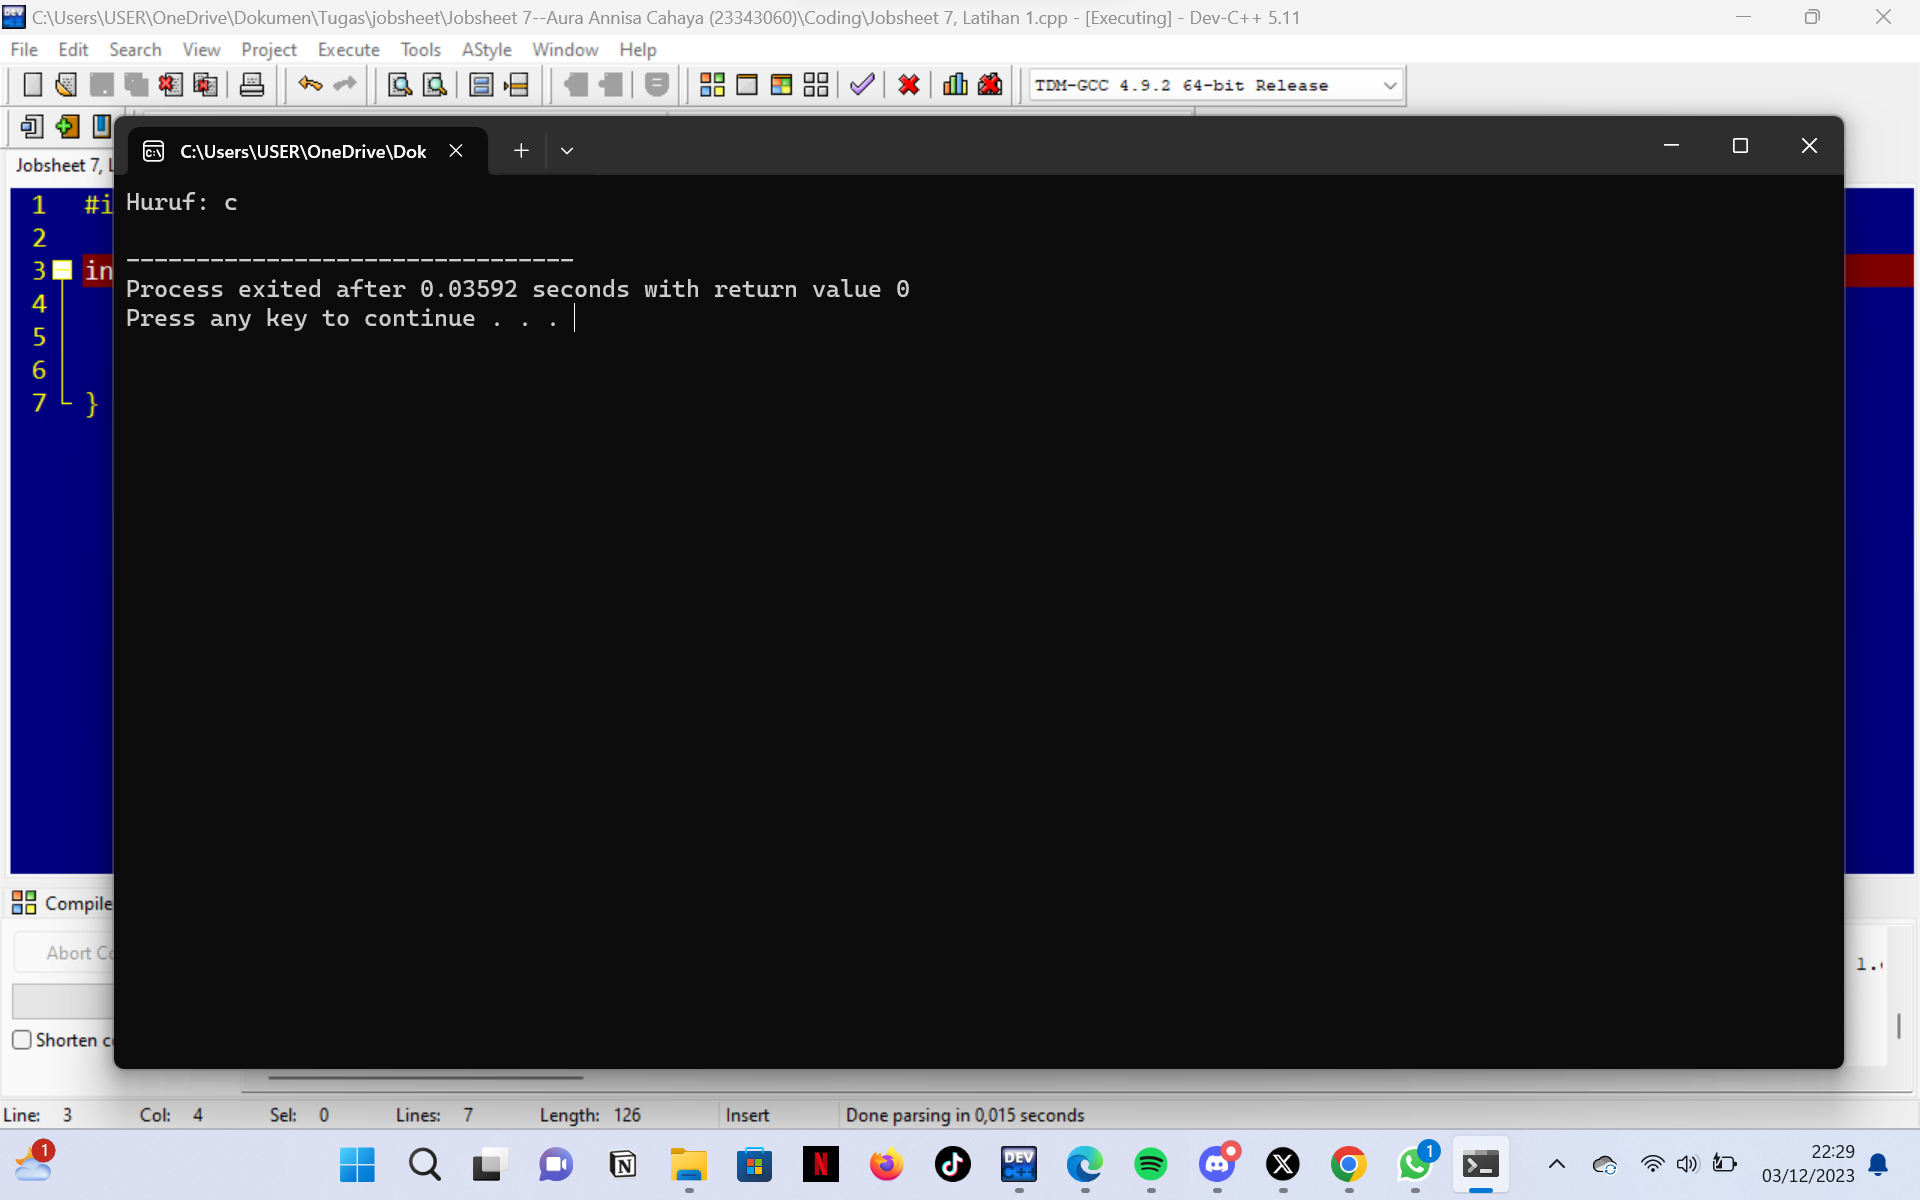 C:\Users\USER\OneDrive\Dokumen\Tugas\jobsheet\Jobsheet 7--Aura Annisa Cahaya (23343060)\Coding\Jobsheet 7, Latihan 1.cpp - [Executing] - Dev-C++ 5.11
File Edit Search View Project Execute Tools AStyle Window Help
TDM-GCC 4.9.2 64-bit Release
C:\Users\USER\OneDrive\Dok
Jobsheet 7, L
Huruf: c
--------------------------------
Process exited after 0.03592 seconds with return value 0
Press any key to continue . . .
1 #i
2
3 in
4
5
6
7 }
Compile
Abort Co
1.
Shorten c
Line: 3 Col: 4 Sel: 0 Lines: 7 Length: 126 Insert Done parsing in 0,015 seconds
1
DEV C++
1
22:29
03/12/2023